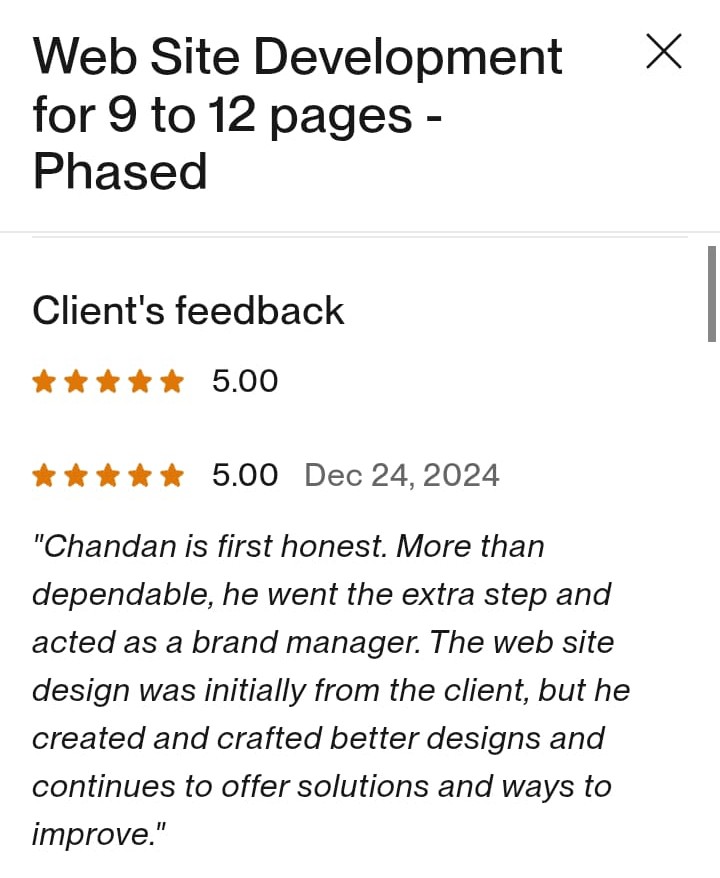 Web Site Development
for 9 to 12 pages -
Phased
Client's feedback
5.00
5.00 Dec 24, 2024
"Chandan is first honest. More than
dependable, he went the extra step and
acted as a brand manager. The web site
design was initially from the client, but he
created and crafted better designs and
continues to offer solutions and ways to
improve."